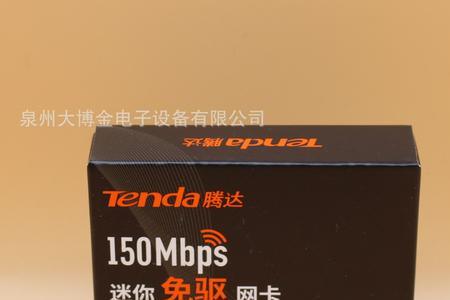 泉州大博金电子设备有限公司
Tenda腾达
Tenda腾达
150Mbps
迷你 免驱 网卡